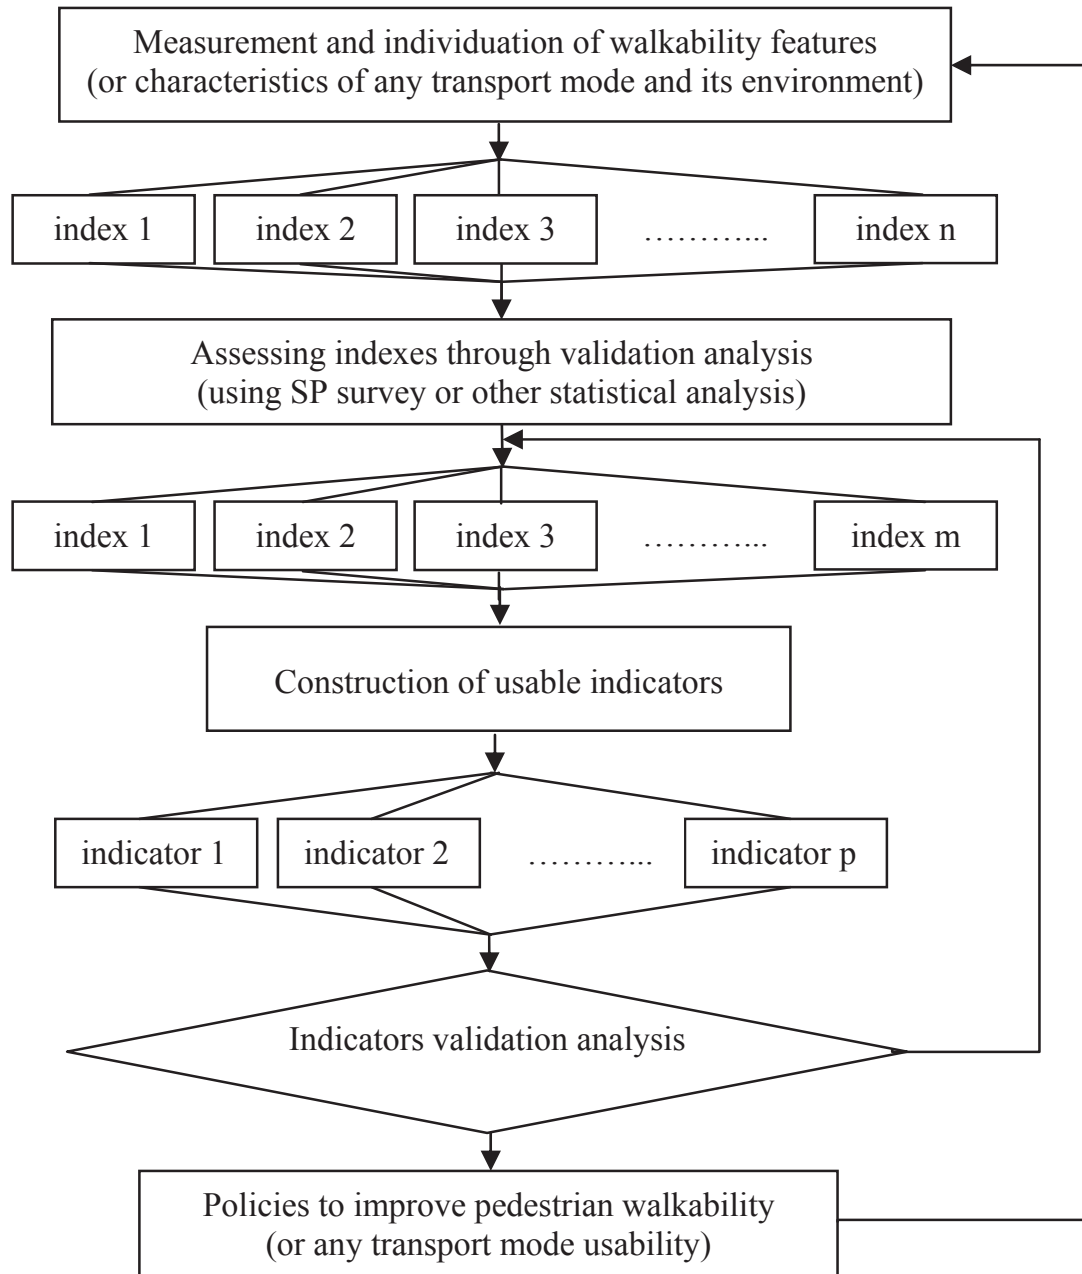 Measurement and individuation of walkability features
(or characteristics of any transport mode and its environment)
index 1 index 2 index 3 ………... index n
Assessing indexes through validation analysis
(using SP survey or other statistical analysis)
index 1 index 2 index 3 ………... index m
Construction of usable indicators
indicator 1 indicator 2 ………... indicator p
Indicators validation analysis
Policies to improve pedestrian walkability
(or any transport mode usability)